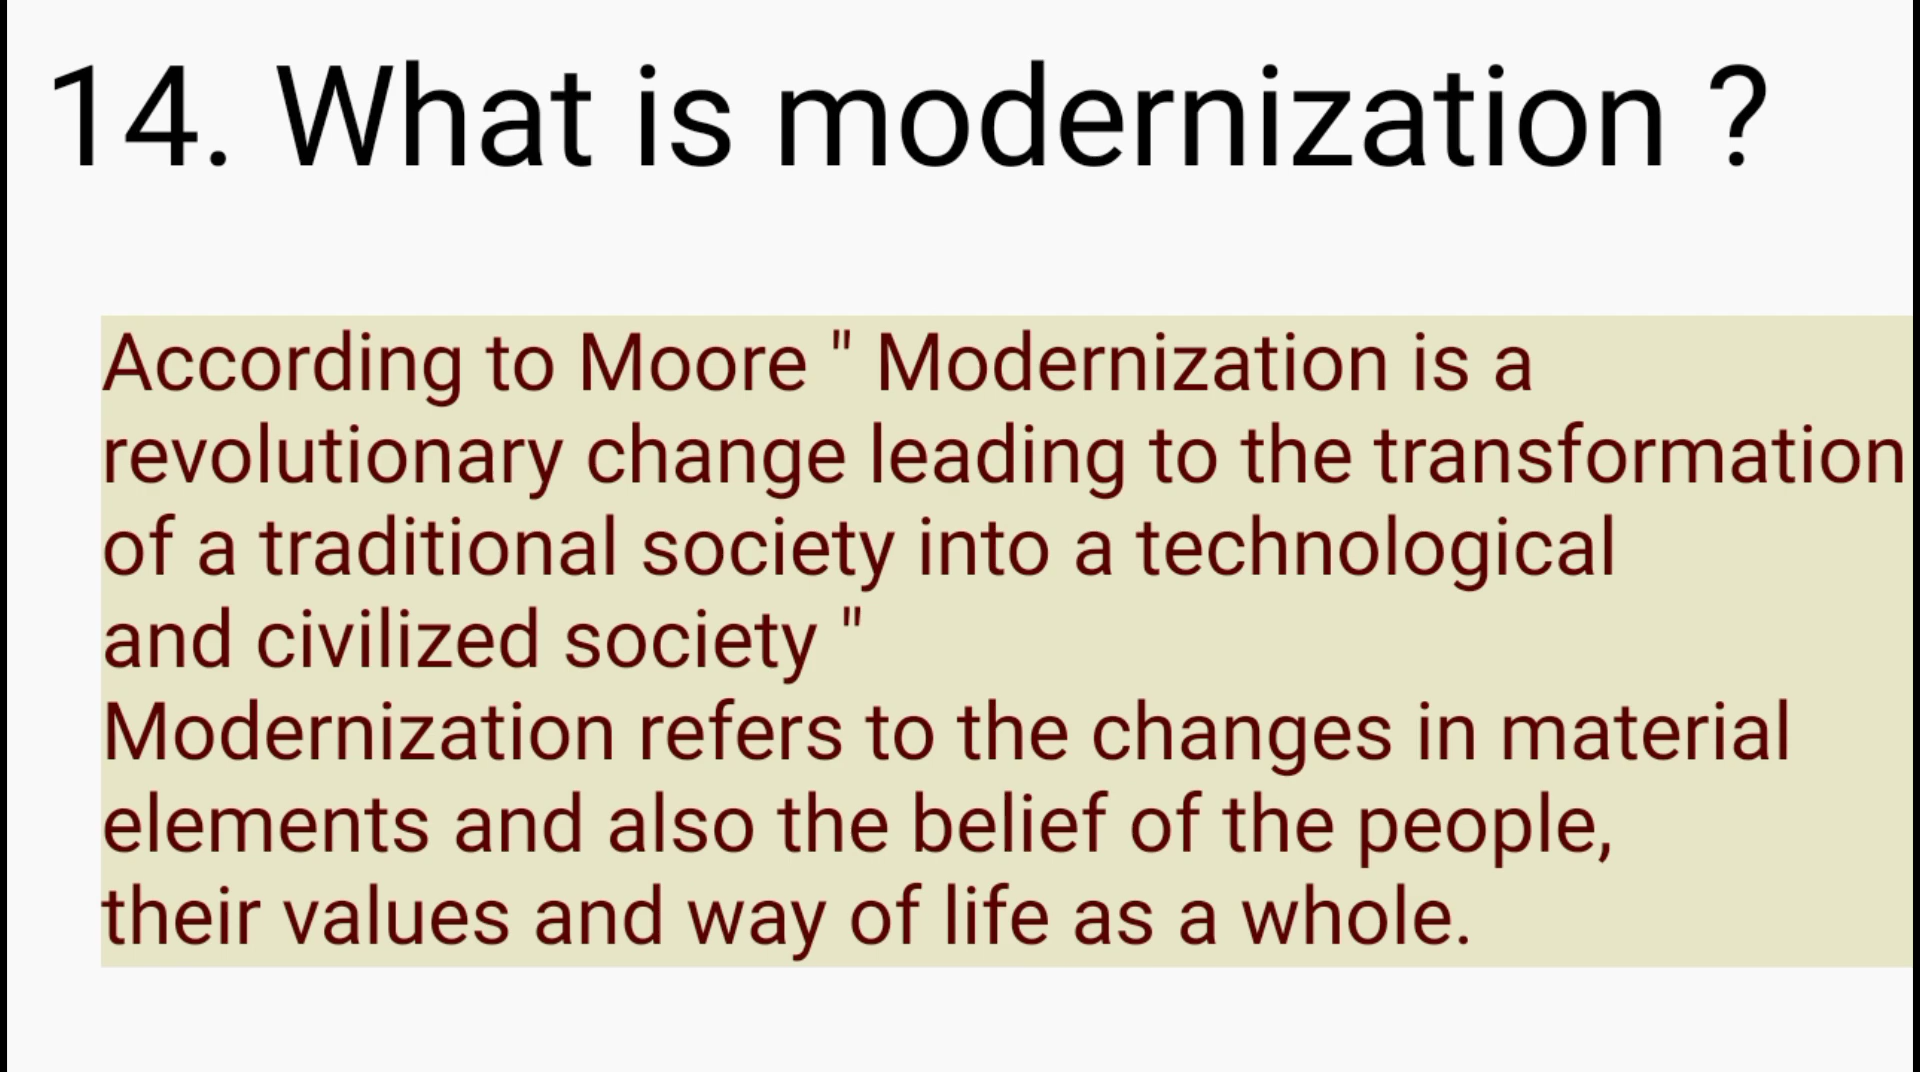 14. What is modernization ?
According to Moore " Modernization is a
revolutionary change leading to the transformation
of a traditional society into a technological
and civilized society "
Modernization refers to the changes in material
elements and also the belief of the people,
their values and way of life as a whole.